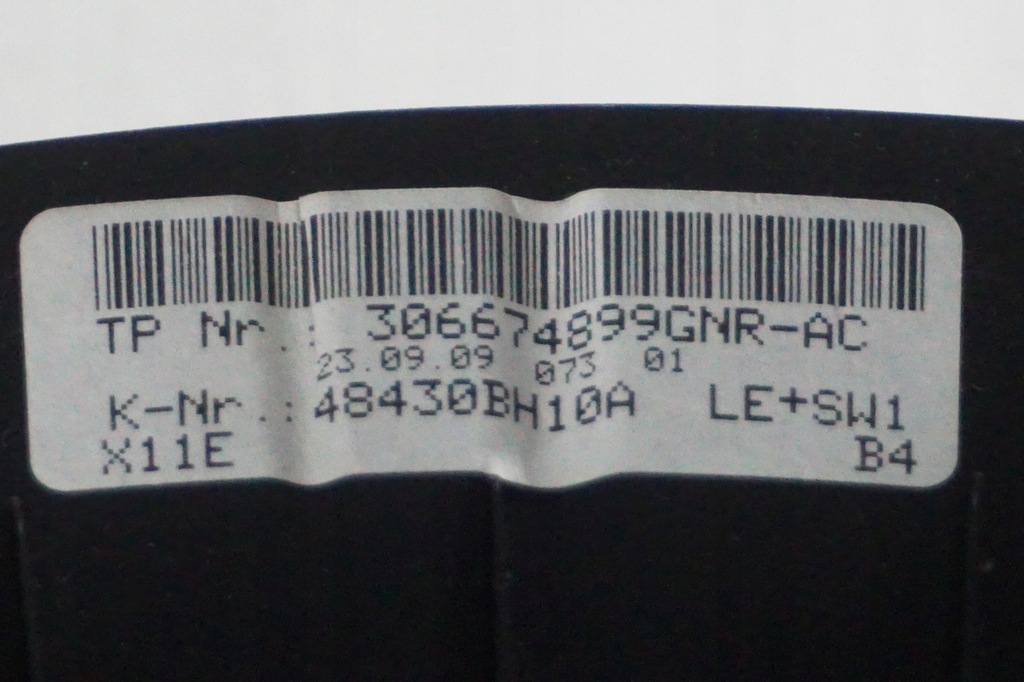 TP Nr.: 306674899GNR-AC
23.09.09 073 01
K-Nr.: 48430BH10A LE+SW1
X11E B4